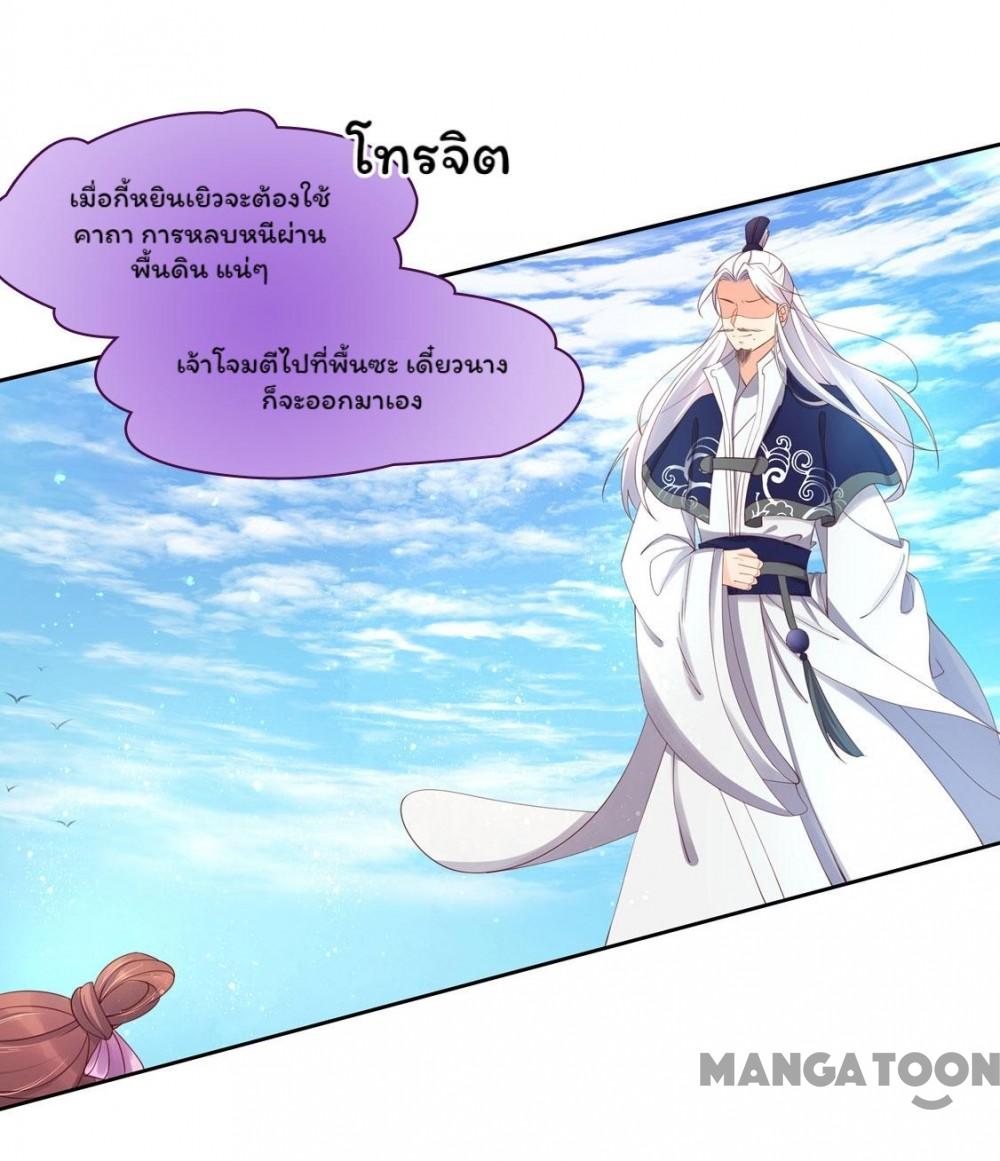 โทรจิต
เมื่อกี้หยินเยิวจะต้องใช้
คาถา การหลบหนีผ่าน
พื้นดิน แน่ๆ
เจ้าโจมตีไปที่พื้นซะ เดี๋ยวนาง
ก็จะออกมาเอง
MANGATOON